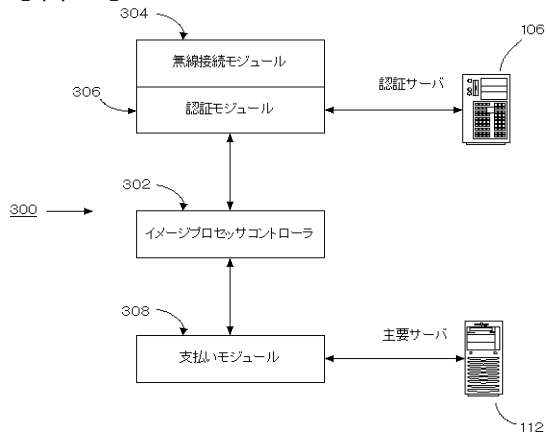 304
無線接続モジュール
306
認証モジュール
認証サーバ
106
302
300
イメージプロセッサコントローラ
308
支払いモジュール
主要サーバ
112